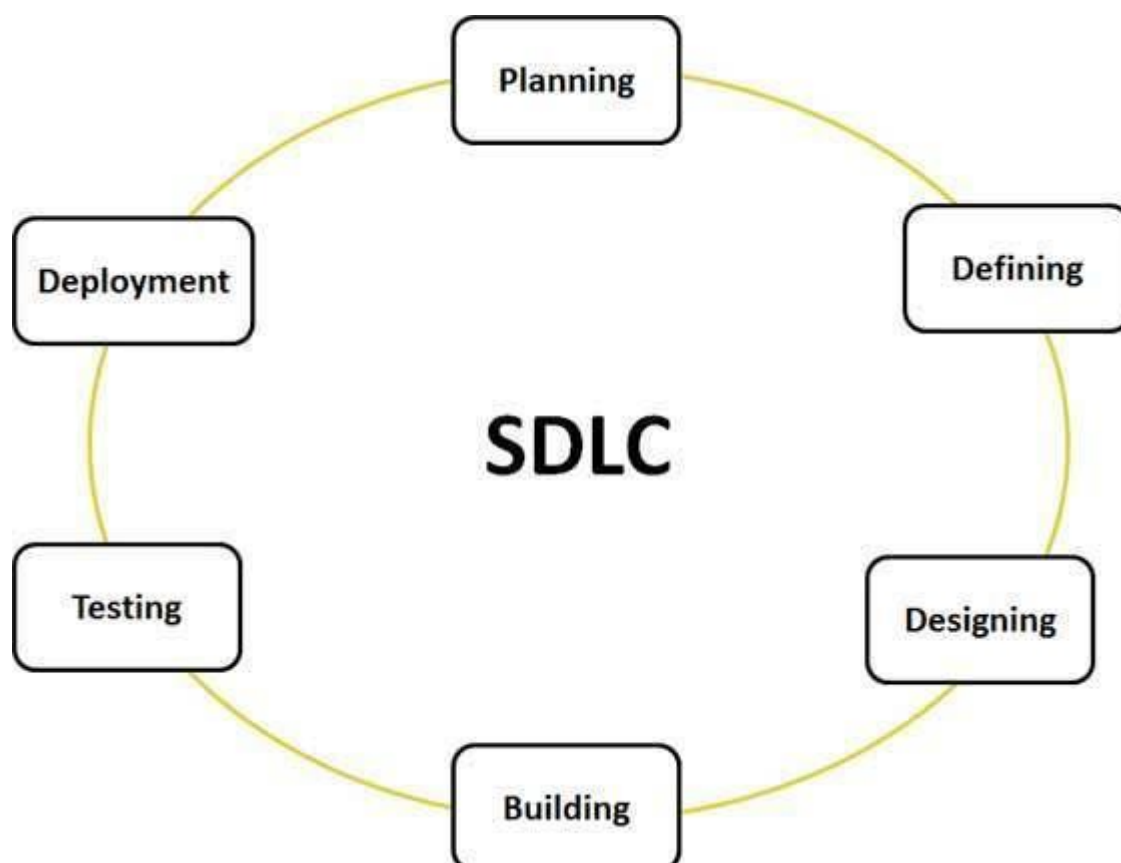 Planning
Defining
Designing
Building
Testing
Deployment
SDLC